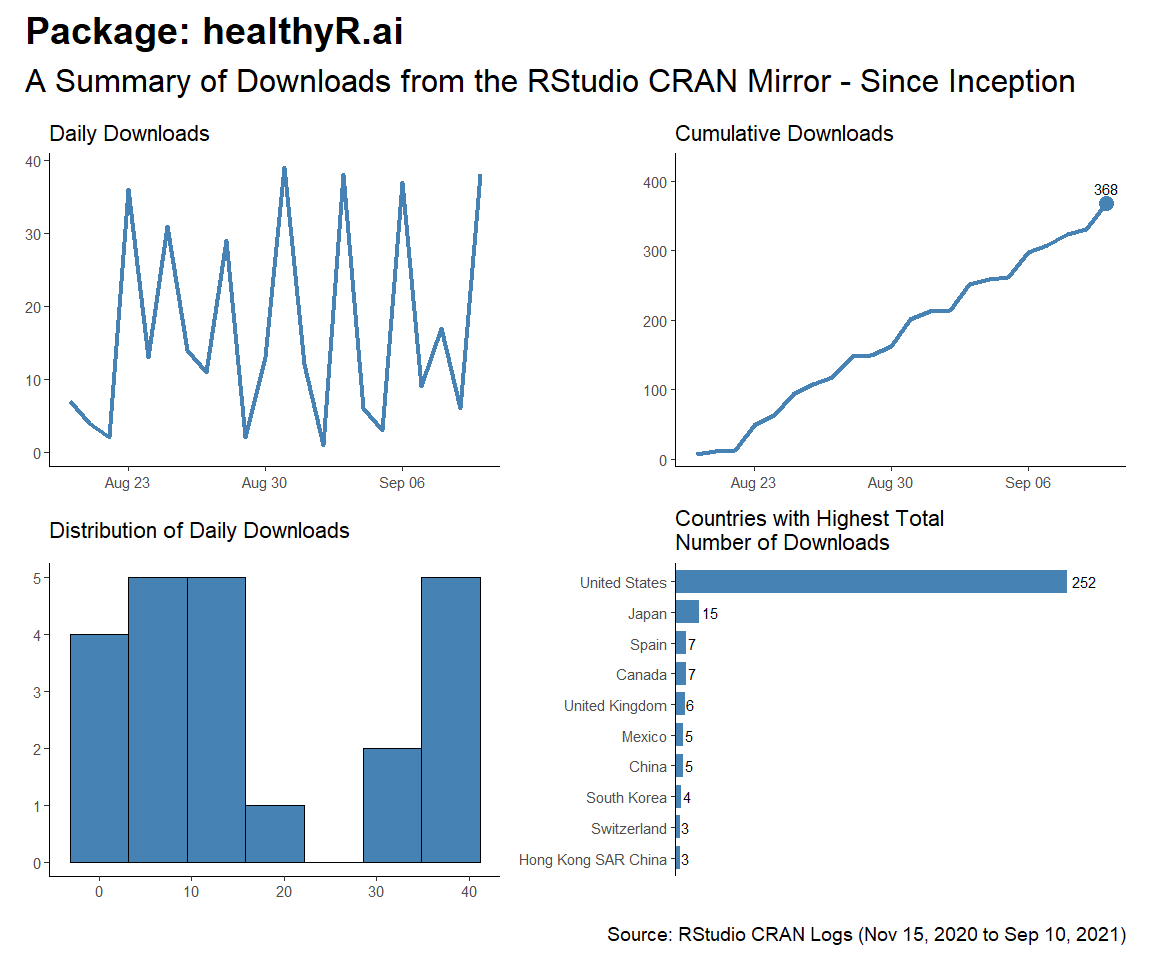 Package: healthyR.ai
A Summary of Downloads from the RStudio CRAN Mirror - Since Inception
Daily Downloads
40
30
20
10
0
Aug 23 Aug 30 Sep 06
Cumulative Downloads
400
300
200
100
0
368
Aug 23 Aug 30 Sep 06
Distribution of Daily Downloads
5
4
3
2
1
0
0 10 20 30 40
Countries with Highest Total
Number of Downloads
United States 252
Japan 15
Spain 7
Canada 7
United Kingdom 6
Mexico 5
China 5
South Korea 4
Switzerland 3
Hong Kong SAR China 3
Source: RStudio CRAN Logs (Nov 15, 2020 to Sep 10, 2021)